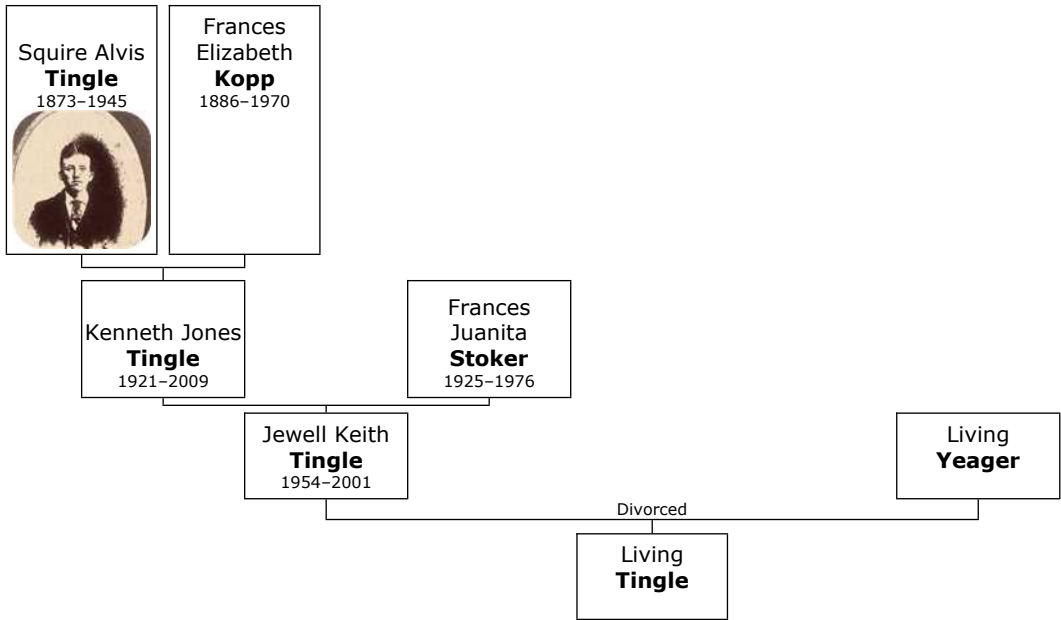 Squire Alvis
Tingle
1873–1945
Frances
Elizabeth
Kopp
1886–1970
Kenneth Jones
Tingle
1921–2009
Frances
Juanita
Stoker
1925–1976
Jewell Keith
Tingle
1954–2001
Living
Yeager
Divorced
Living
Tingle